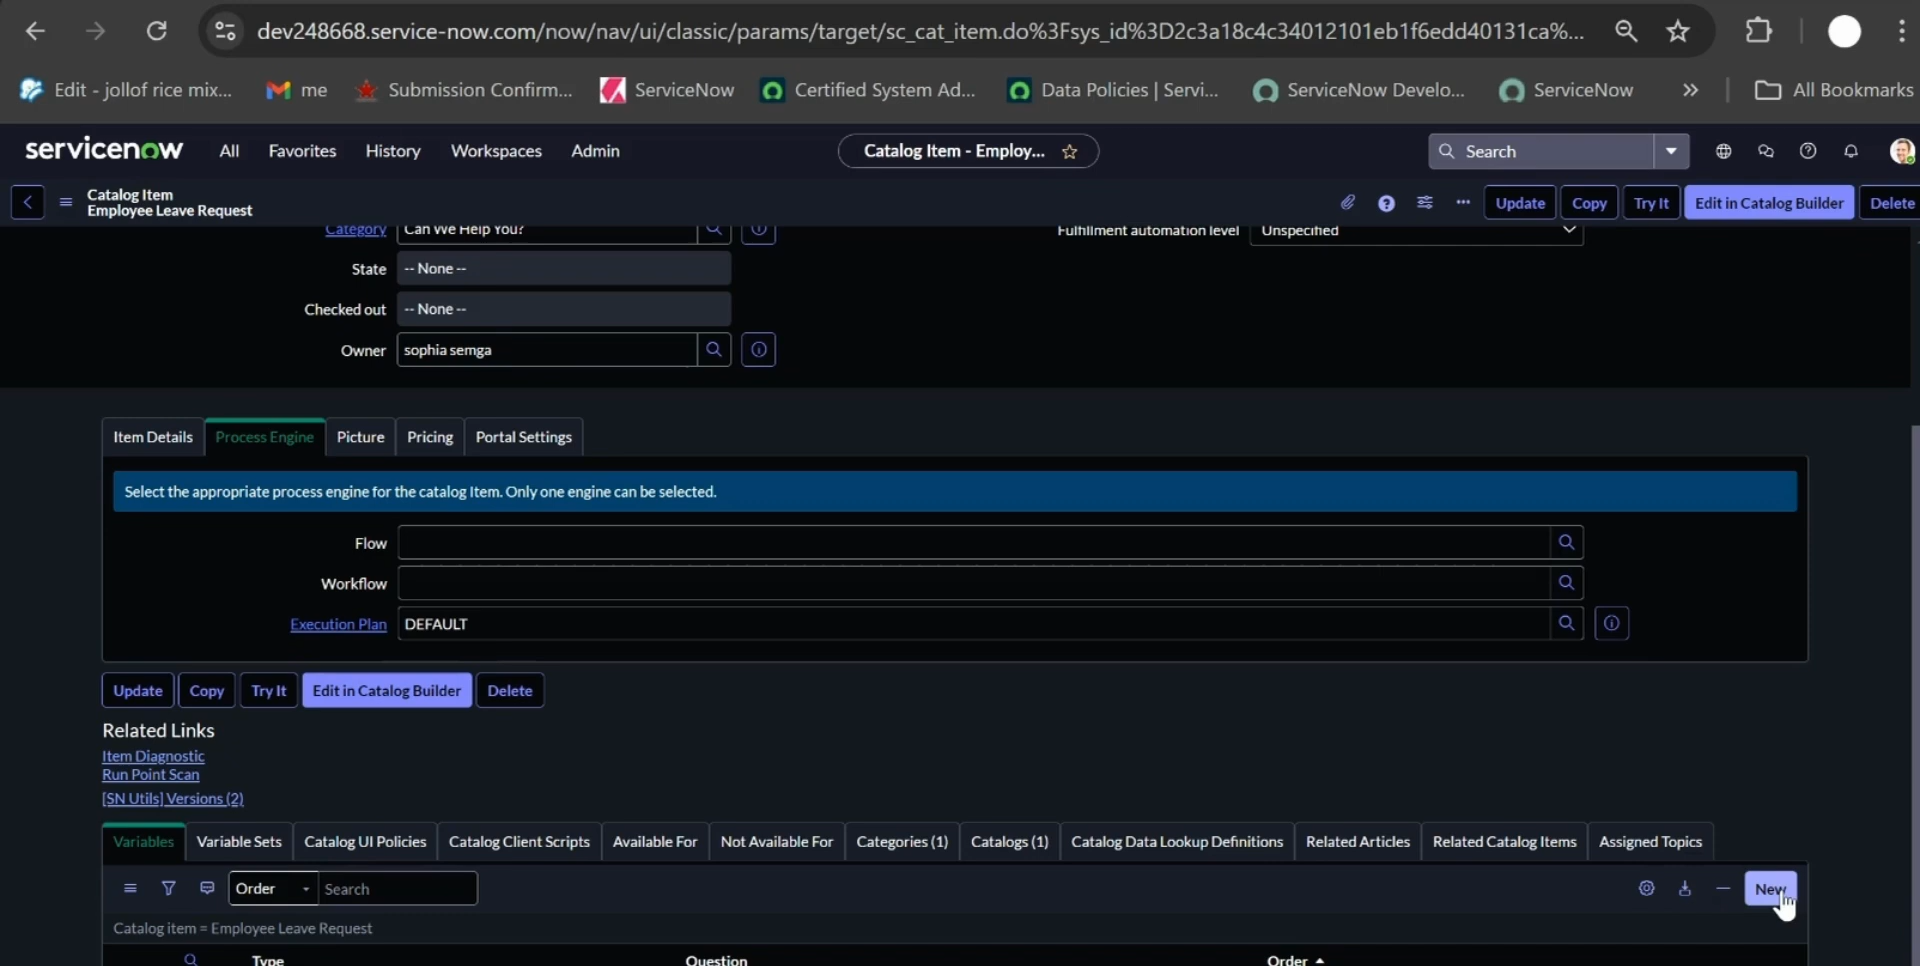 dev248668.service-now.com/now/nav/ui/classic/params/target/sc_cat_item.do%3Fsys_id%3D2c3a18c4c34012101eb1f6edd40131ca%...
Edit - jollof rice mix... me Submission Confirm... ServiceNow Certified System Ad... Data Policies | Servi... ServiceNow Develo... ServiceNow » All Bookmarks
servicenow All Favorites History Workspaces Admin Catalog Item - Employ... Search
Catalog Item
Employee Leave Request
Update Copy Try It Edit in Catalog Builder Delete
Category Can We Help You? Fulfillment automation level Unspecified
State -- None --
Checked out -- None --
Owner sophia semga
Item Details Process Engine Picture Pricing Portal Settings
Select the appropriate process engine for the catalog Item. Only one engine can be selected.
Flow
Workflow
Execution Plan DEFAULT
Update Copy Try It Edit in Catalog Builder Delete
Related Links
Item Diagnostic
Run Point Scan
[SN Utils] Versions (2)
Variables Variable Sets Catalog UI Policies Catalog Client Scripts Available For Not Available For Categories (1) Catalogs (1) Catalog Data Lookup Definitions Related Articles Related Catalog Items Assigned Topics
Order Search New
Catalog item = Employee Leave Request
Type Question Order